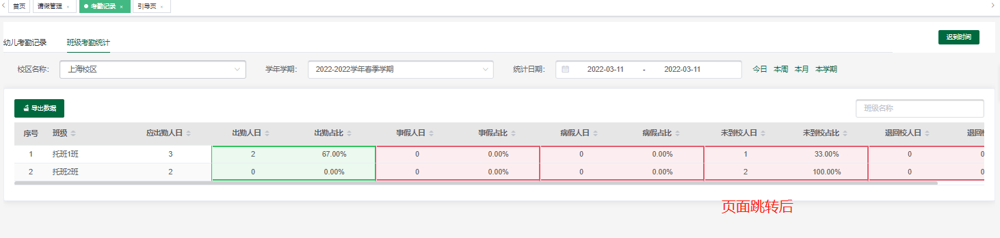 首页 请假管理 × 考勤记录 × 引导页 ×
迟到时间
幼儿考勤记录 班级考勤统计
校区名称: 上海校区 学年学期: 2022-2022学年春季学期 统计日期: 2022-03-11 - 2022-03-11 今日 本周 本月 本学期
导出数据 班级名称
序号 班级 应出勤人日 出勤人日 出勤占比 事假人日 事假占比 病假人日 病假占比 未到校人日 未到校占比 退回校人日 退回校
1 托班1班 3 2 67.00% 0 0.00% 0 0.00% 1 33.00% 0 0
2 托班2班 2 0 0.00% 0 0.00% 0 0.00% 2 100.00% 0 0
页面跳转后